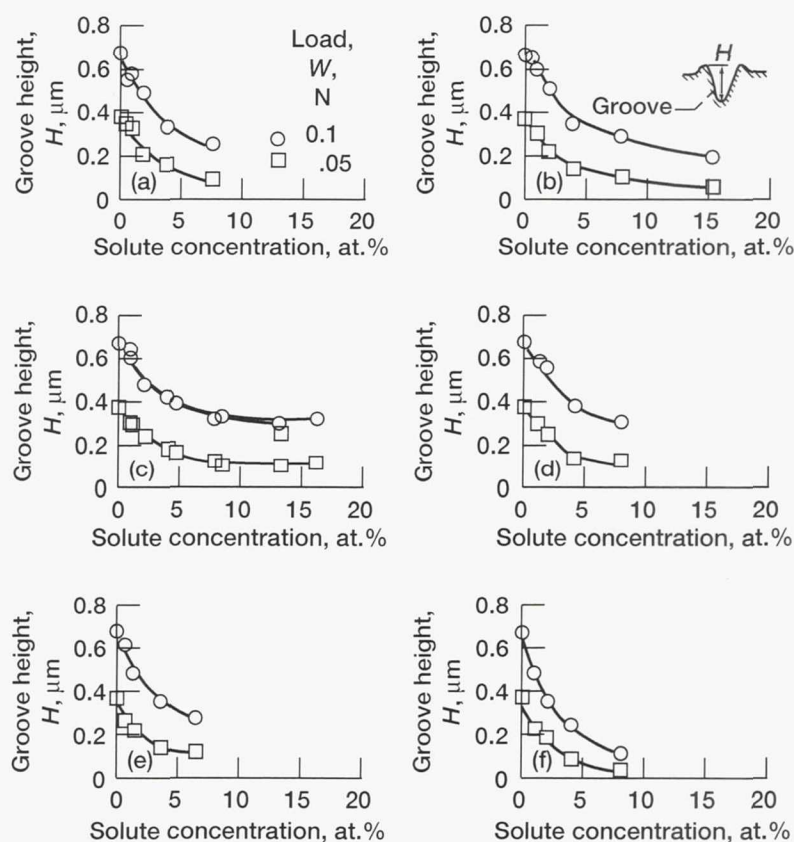 Groove height,
H, μm
0.8
0.6
0.4
0.2
0
(a)
0 5 10 15 20
Solute concentration, at.%
Load,
W,
N
0.1
.05
Groove height,
H, μm
0.8
0.6
0.4
0.2
0
(b)
H
Groove
0 5 10 15 20
Solute concentration, at.%
Groove height,
H, μm
0.8
0.6
0.4
0.2
0
(c)
0 5 10 15 20
Solute concentration, at.%
Groove height,
H, μm
0.8
0.6
0.4
0.2
0
(d)
0 5 10 15 20
Solute concentration, at.%
Groove height,
H, μm
0.8
0.6
0.4
0.2
0
(e)
0 5 10 15 20
Solute concentration, at.%
Groove height,
H, μm
0.8
0.6
0.4
0.2
0
(f)
0 5 10 15 20
Solute concentration, at.%